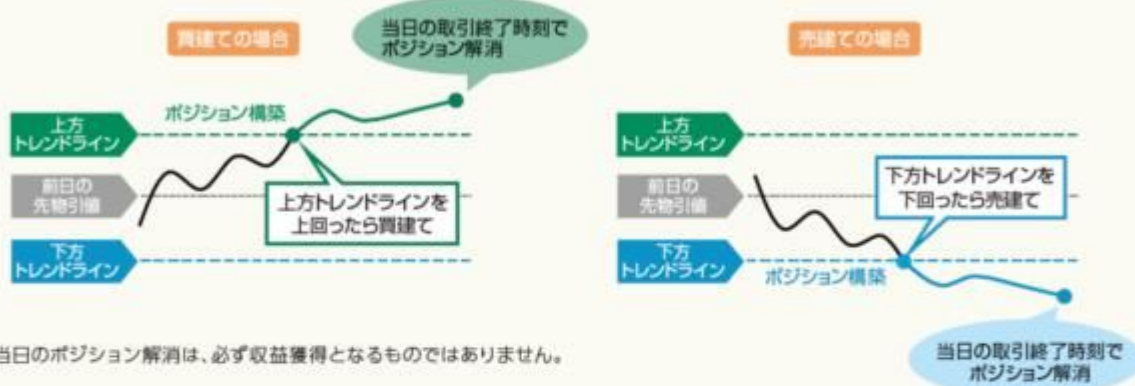 買建ての場合
当日の取引終了時刻で
ポジション解消
上方
トレンドライン
ポジション構築
前日の
先物引値
上方トレンドラインを
上回ったら買建て
下方
トレンドライン
売建ての場合
上方
トレンドライン
前日の
先物引値
下方トレンドラインを
下回ったら売建て
下方
トレンドライン
ポジション構築
当日の取引終了時刻で
ポジション解消
当日のポジション解消は、必ず収益獲得となるものではありません。